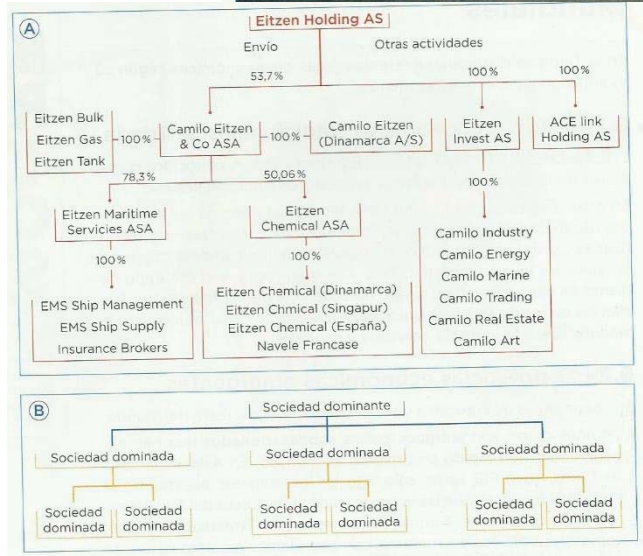 A
Eitzen Holding AS
Envío
Otras actividades
53,7%
100%
100%
Eitzen Bulk
Eitzen Gas
Eitzen Tank
100%
Camilo Eitzen
& Co ASA
100%
Camilo Eitzen
(Dinamarca A/S)
Eitzen
Invest AS
ACE link
Holding AS
78,3%
50,06%
100%
Eitzen Maritime
Servicies ASA
Eitzen
Chemical ASA
100%
100%
EMS Ship Management
EMS Ship Supply
Insurance Brokers
Eitzen Chemical (Dinamarca)
Eitzen Chmical (Singapur)
Eitzen Chemical (España)
Navele Francase
Camilo Industry
Camilo Energy
Camilo Marine
Camilo Trading
Camilo Real Estate
Camilo Art
B
Sociedad dominante
Sociedad dominada
Sociedad dominada
Sociedad dominada
Sociedad
dominada
Sociedad
dominada
Sociedad
dominada
Sociedad
dominada
Sociedad
dominada
Sociedad
dominada